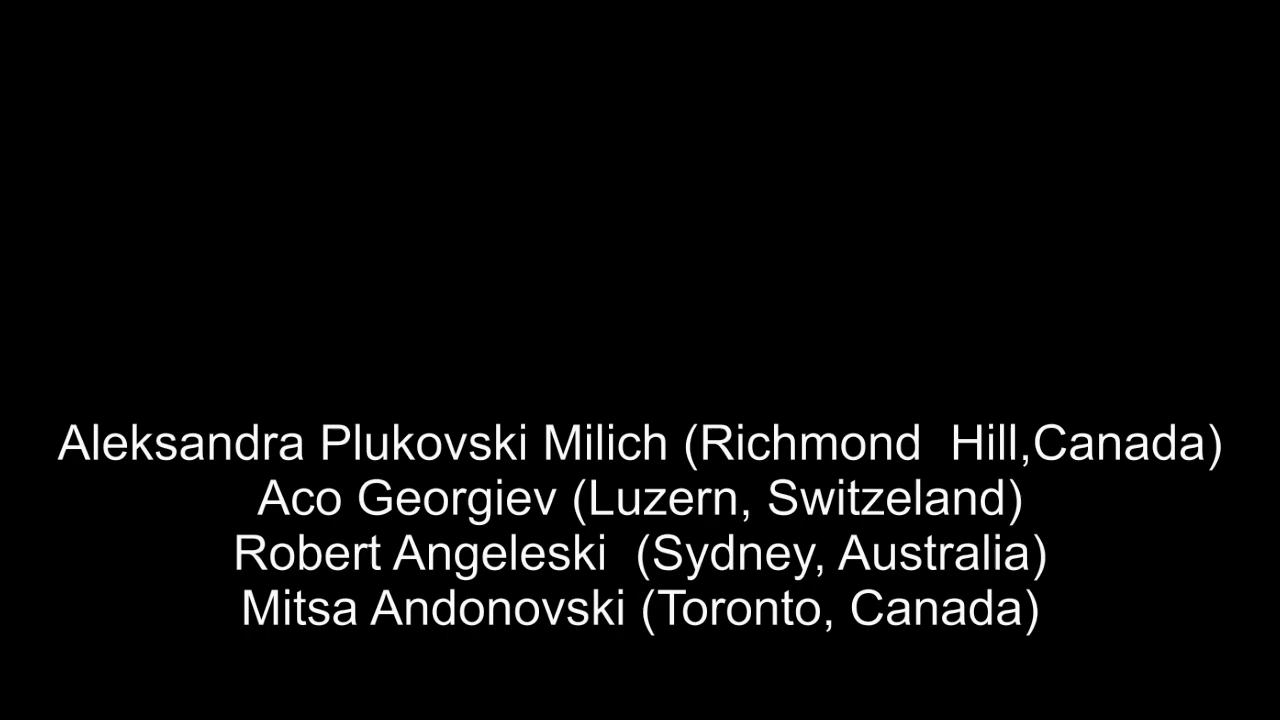 Aleksandra Plukovski Milich (Richmond  Hill,Canada)
Aco Georgiev (Luzern, Switzeland)
Robert Angeleski  (Sydney, Australia)
Mitsa Andonovski (Toronto, Canada)